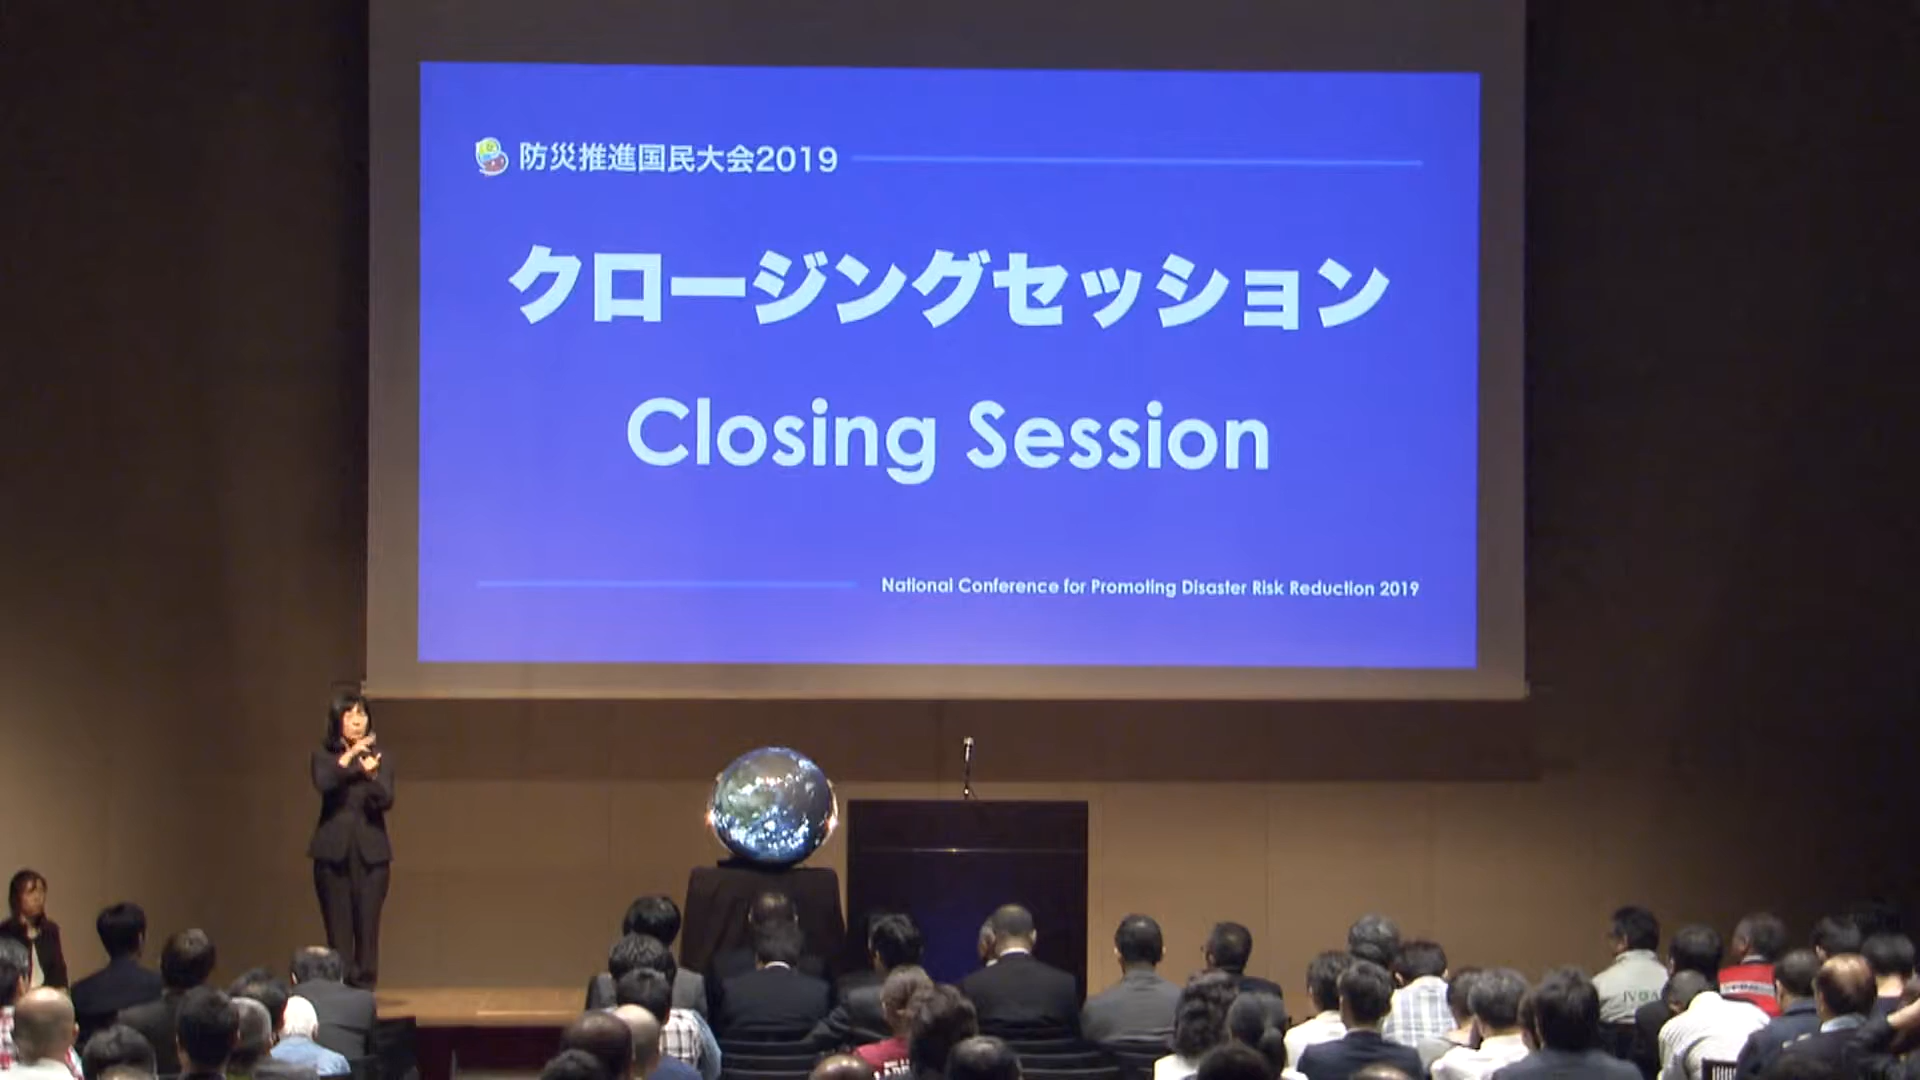 防災推進国民大会2019
クロージングセッション
Closing Session
National Conference for Promoting Disaster Risk Reduction 2019